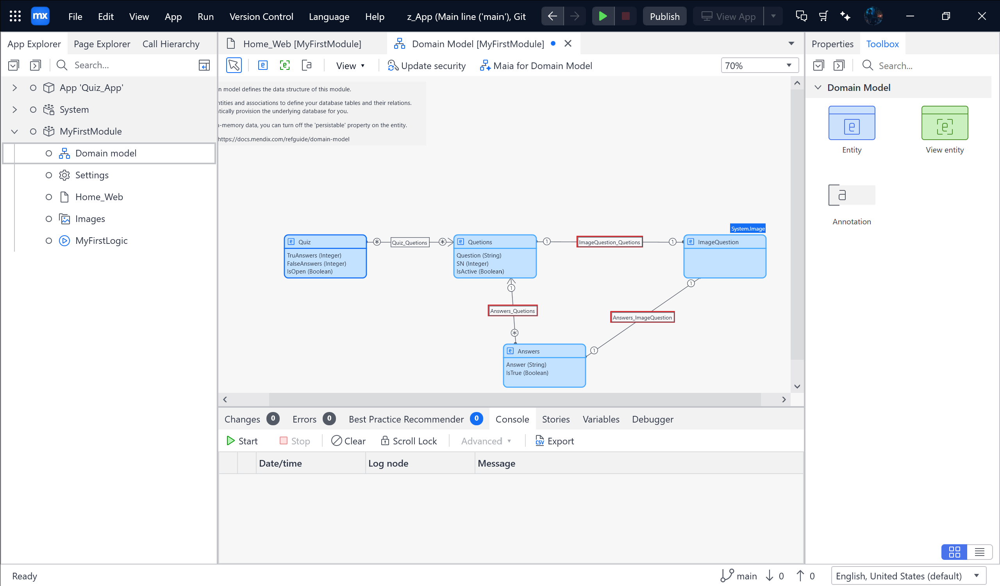 mx File Edit View App Run Version Control Language Help z_App (Main line ('main'), Git Publish View App
App Explorer Page Explorer Call Hierarchy
Search...
App 'Quiz_App'
System
MyFirstModule
Domain model
Settings
Home_Web
Images
MyFirstLogic
Home_Web [MyFirstModule] Domain Model [MyFirstModule]
View Update security Maia for Domain Model 70%
n model defines the data structure of this module.
ntities and associations to define your database tables and their relations.
tically provision the underlying database for you.
n-memory data, you can turn off the 'persistable' property on the entity.
https://docs.mendix.com/refguide/domain-model
System.Image
Quiz
TruAnswers (Integer)
FalseAnswers (Integer)
IsOpen (Boolean)
Quiz_Quetions
Quetions
Question (String)
SN (Integer)
IsActive (Boolean)
1 ImageQuestion_Quetions 1
ImageQuestion
1
1
Answers_Quetions
Answers_ImageQuestion
1
Answers
Answer (String)
IsTrue (Boolean)
Changes 0 Errors 0 Best Practice Recommender 0 Console Stories Variables Debugger
Start Stop Clear Scroll Lock Advanced CSV Export
Date/time Log node Message
Properties Toolbox
Search...
Domain Model
e e
Entity View entity
a
Annotation
Ready main 0 0 English, United States (default)